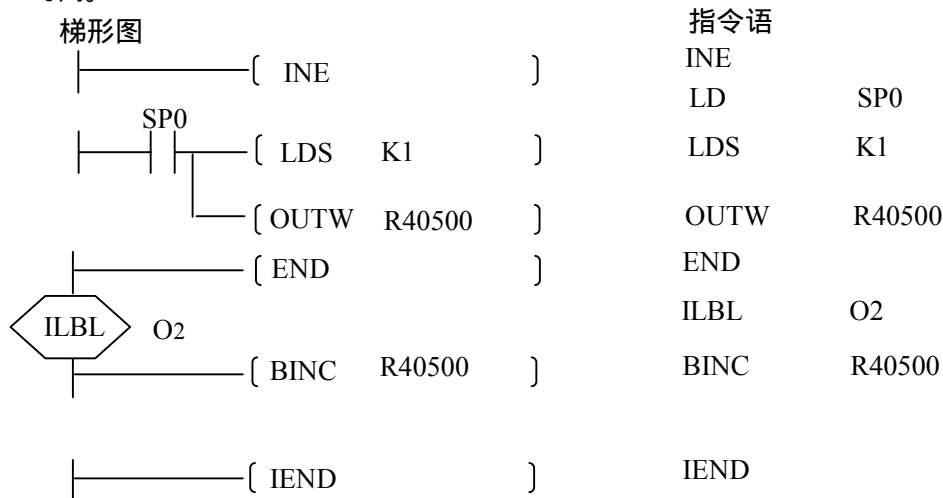 梯形图 指令语
[ INE ] INE
LD SP0
SP0
[ LDS K1 ] LDS K1
[ OUTW R40500 ] OUTW R40500
[ END ] END
ILBL O2 ILBL O2
[ BINC R40500 ] BINC R40500
[ IEND ] IEND